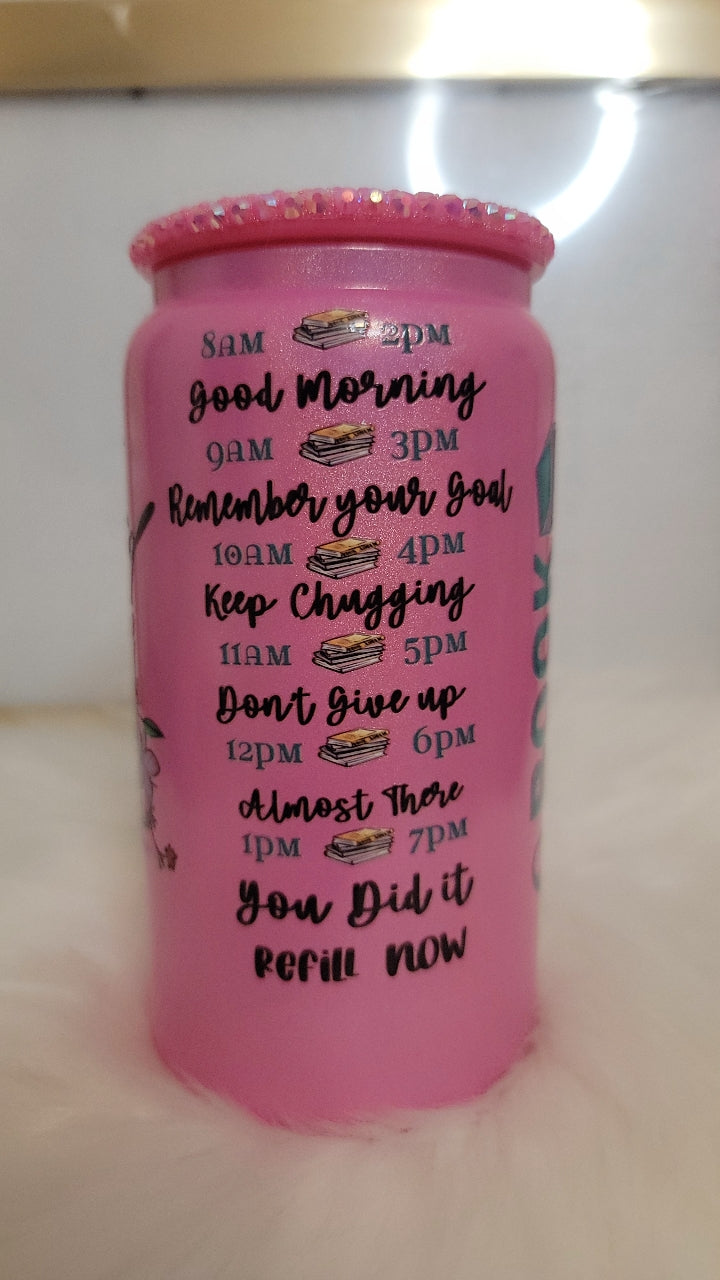 8AM 2PM
Good Morning
9AM 3PM
Remember your Goal
10AM 4PM
Keep Chugging
11AM 5PM
Don't Give up
12PM 6PM
Almost There
1PM 7PM
You Did it
Refill now
BOOK